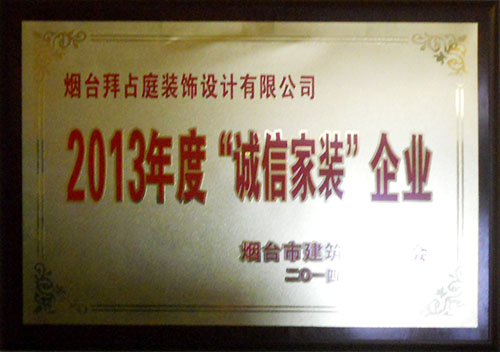 烟台拜占庭装饰设计有限公司
2013年度“诚信家装”企业
烟台市建筑
二〇一四